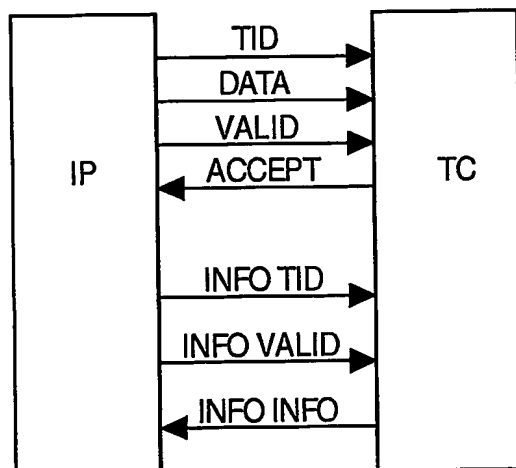 TID
DATA
VALID
ACCEPT
IP
TC
INFO TID
INFO VALID
INFO INFO